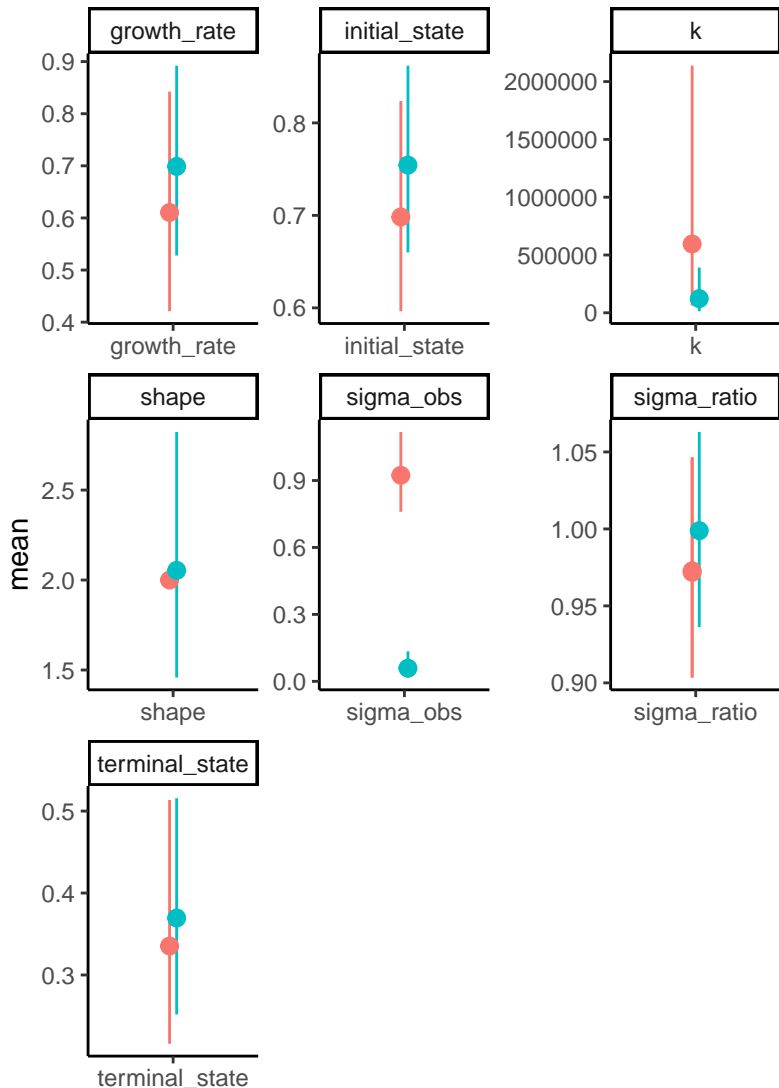 growth_rate
initial_state
k
0.9
0.8
0.7
0.6
0.5
0.4
0.8
0.7
0.6
2000000
1500000
1000000
500000
0
growth_rate
initial_state
k
shape
sigma_obs
sigma_ratio
mean
2.5
2.0
1.5
0.9
0.6
0.3
0.0
1.05
1.00
0.95
0.90
shape
sigma_obs
sigma_ratio
terminal_state
0.5
0.4
0.3
terminal_state